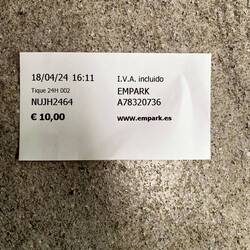 18/04/24 16:11 I.V.A. incluido
Tique 24H 002 EMPARK
NUJH2464 A78320736
€ 10,00 www.empark.es